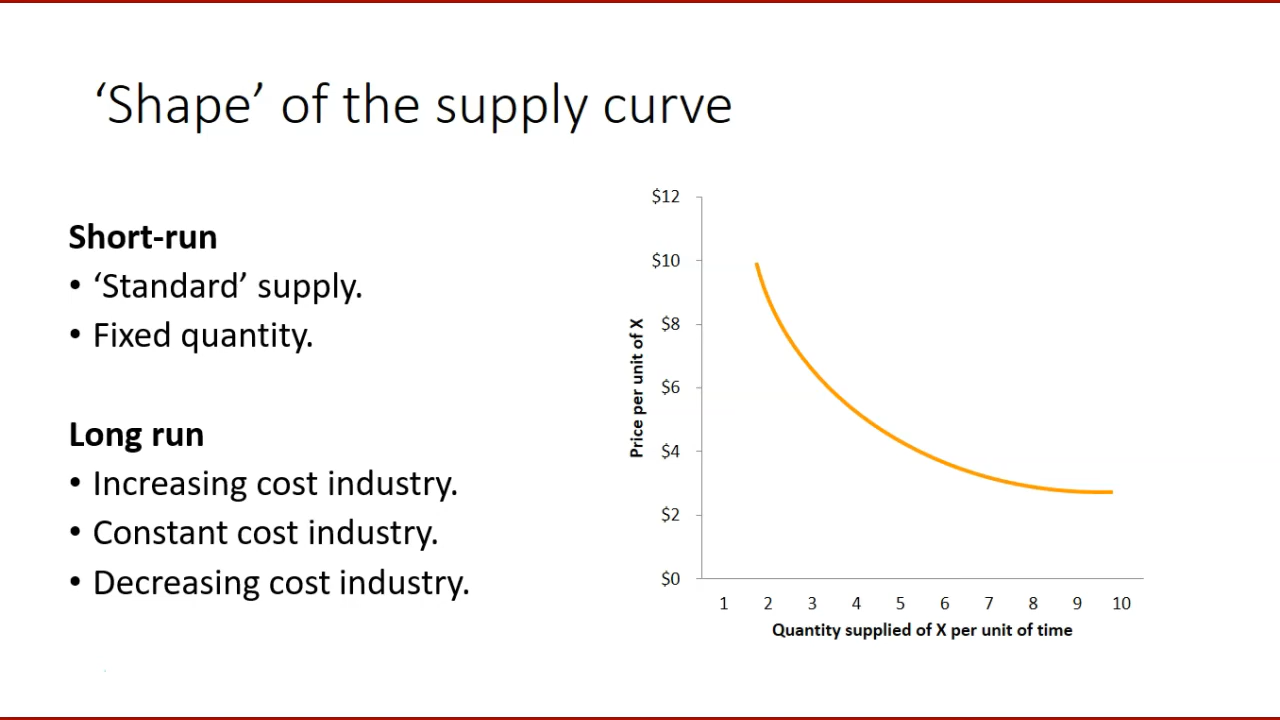 ‘Shape’ of the supply curve
Short-run
• ‘Standard’ supply.
• Fixed quantity.
Long run
• Increasing cost industry.
• Constant cost industry.
• Decreasing cost industry.
Price per unit of X
$12
$10
$8
$6
$4
$2
$0
1 2 3 4 5 6 7 8 9 10
Quantity supplied of X per unit of time